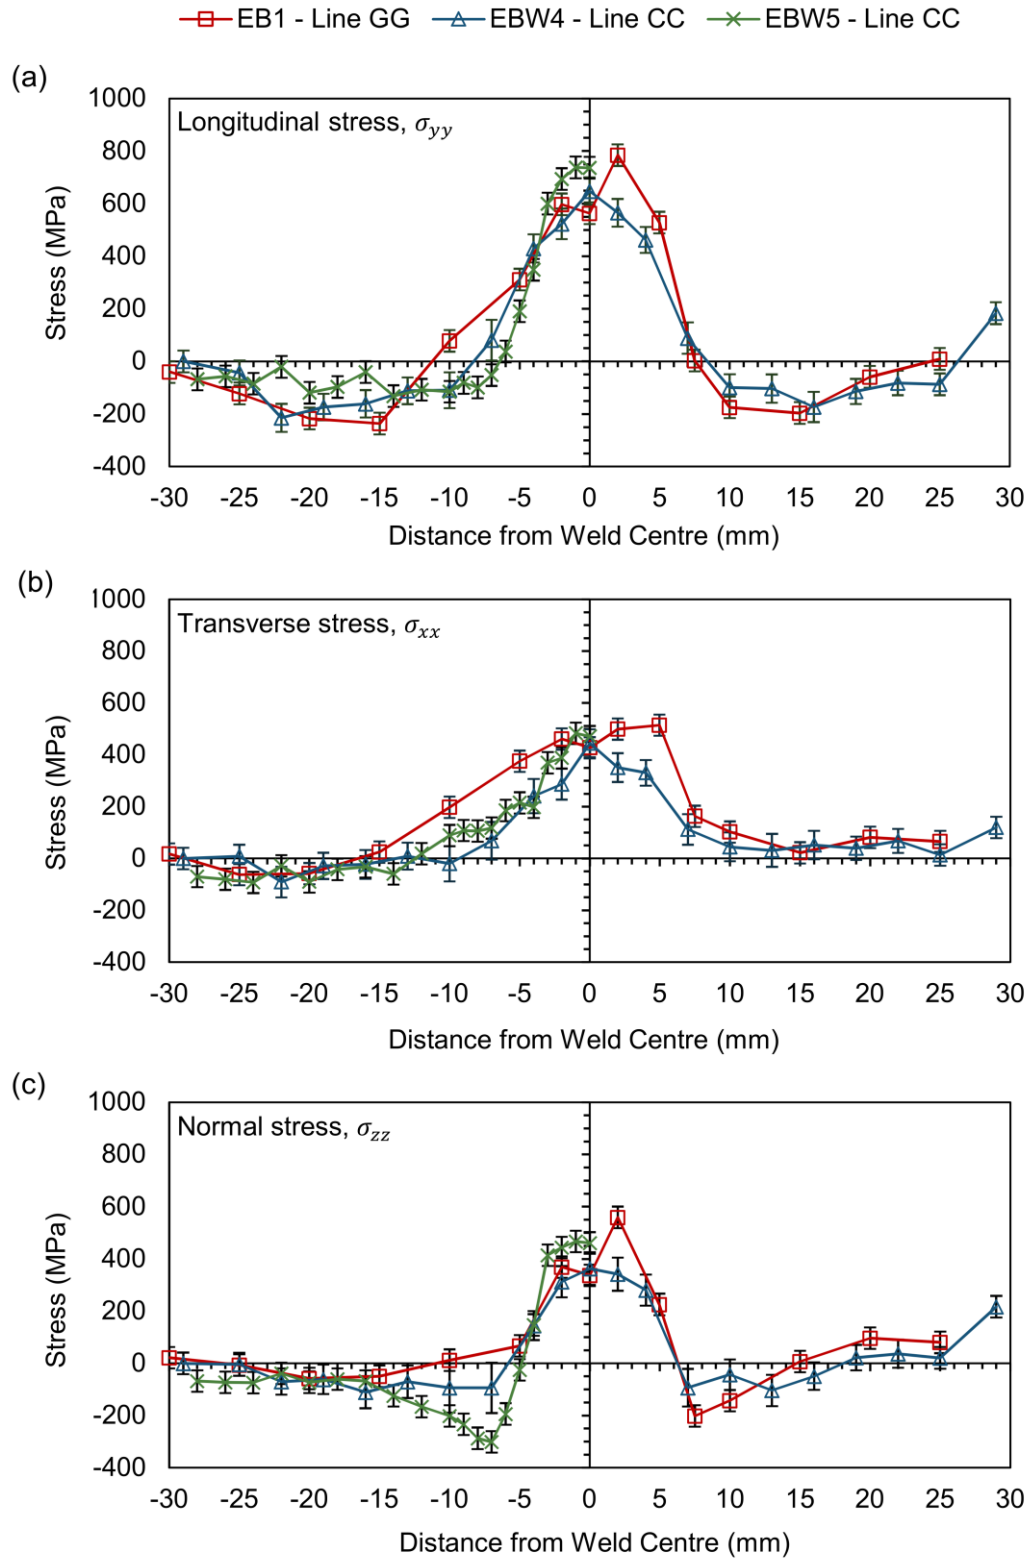 EB1 - Line GG EBW4 - Line CC EBW5 - Line CC
(a)
Longitudinal stress, σyy
1000
800
600
400
200
0
-200
-400
Stress (MPa)
-30 -25 -20 -15 -10 -5 0 5 10 15 20 25 30
Distance from Weld Centre (mm)
(b)
Transverse stress, σxx
1000
800
600
400
200
0
-200
-400
Stress (MPa)
-30 -25 -20 -15 -10 -5 0 5 10 15 20 25 30
Distance from Weld Centre (mm)
(c)
Normal stress, σzz
1000
800
600
400
200
0
-200
-400
Stress (MPa)
-30 -25 -20 -15 -10 -5 0 5 10 15 20 25 30
Distance from Weld Centre (mm)